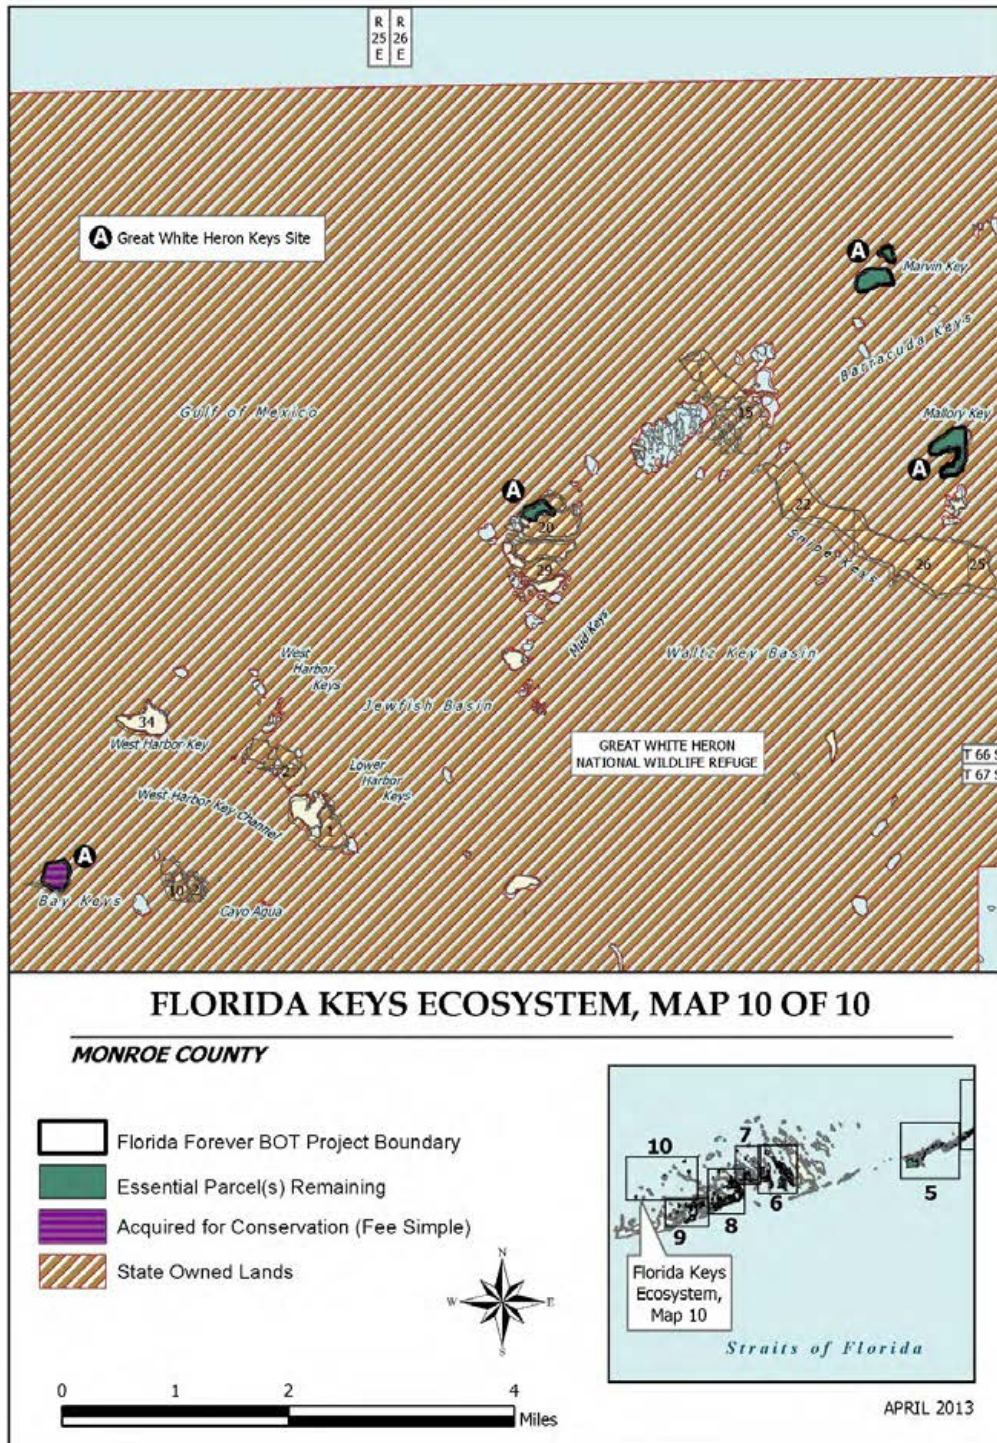 R
25
E
R
26
E
A Great White Heron Keys Site
A
Marvin Key
Barracuda Keys
Gulf of Mexico
15
Mallory Key
A
A
22
20
Snipe Keys
26
25
29
Mud Keys
Waltz Key Basin
West
Harbor
Keys
Jewfish Basin
34
West Harbor Key
GREAT WHITE HERON
NATIONAL WILDLIFE REFUGE
T 66 S
T 67 S
2
Lower
Harbor
Keys
West Harbor Key Channel
1
A
10
2
Bay Keys
Cayo Agua
FLORIDA KEYS ECOSYSTEM, MAP 10 OF 10
MONROE COUNTY
Florida Forever BOT Project Boundary
Essential Parcel(s) Remaining
Acquired for Conservation (Fee Simple)
State Owned Lands
N
W
E
S
0
1
2
4
Miles
10
7
5
6
8
9
Florida Keys
Ecosystem,
Map 10
Straits of Florida
APRIL 2013